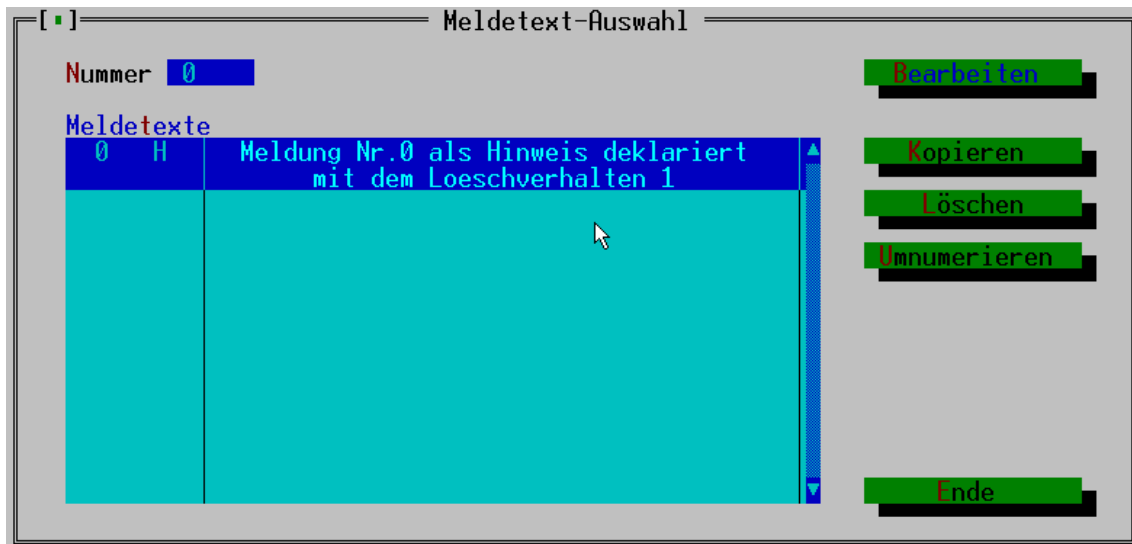 Meldetext-Auswahl
Nummer 0
Bearbeiten
Meldetexte
0 H Meldung Nr.0 als Hinweis deklariert
mit dem Loeschverhalten 1
Kopieren
Löschen
Umnumerieren
Ende